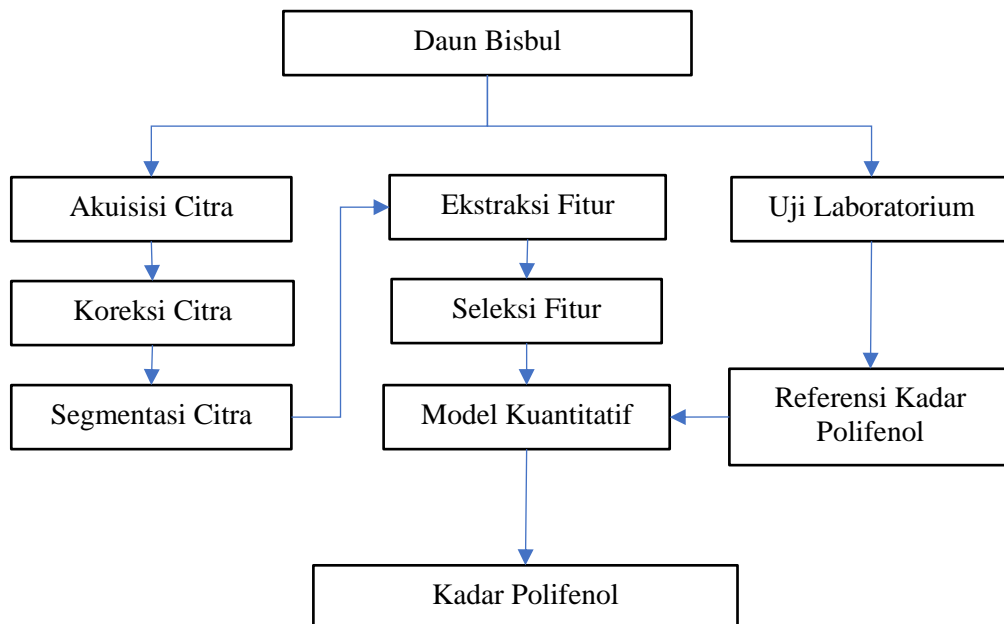 Daun Bisbul
Akuisisi Citra
Koreksi Citra
Segmentasi Citra
Ekstraksi Fitur
Seleksi Fitur
Model Kuantitatif
Uji Laboratorium
Referensi Kadar
Polifenol
Kadar Polifenol